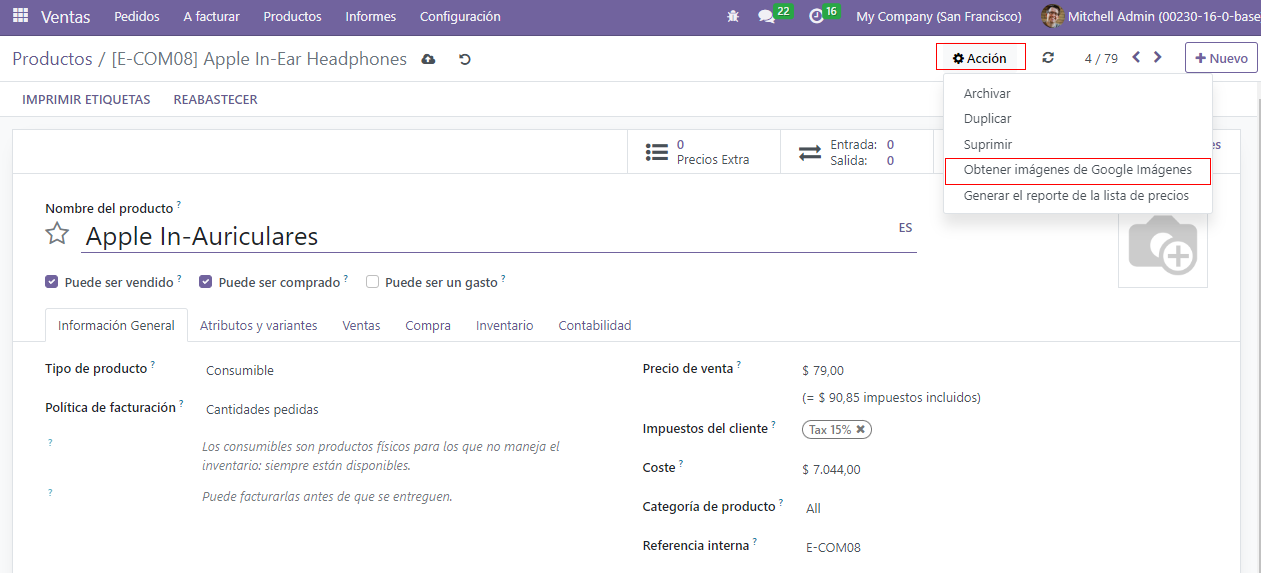 Ventas Pedidos A facturar Productos Informes Configuración 22 16 My Company (San Francisco) Mitchell Admin (00230-16-0-base
Productos / [E-COM08] Apple In-Ear Headphones Acción 4 / 79 Nuevo
IMPRIMIR ETIQUETAS REABASTECER
Archivar
Duplicar
Suprimir
Obtener imágenes de Google Imágenes
Generar el reporte de la lista de precios
0
Precios Extra
Entrada: 0
Salida: 0
es
Nombre del producto ?
Apple In-Auriculares ES
Puede ser vendido ? Puede ser comprado ? Puede ser un gasto ?
Información General Atributos y variantes Ventas Compra Inventario Contabilidad
Tipo de producto ? Consumible
Política de facturación ? Cantidades pedidas
? Los consumibles son productos físicos para los que no maneja el
inventario: siempre están disponibles.
? Puede facturarlas antes de que se entreguen.
Precio de venta ? $ 79,00
(= $ 90,85 impuestos incluidos)
Impuestos del cliente ? Tax 15%
Coste ? $ 7.044,00
Categoría de producto ? All
Referencia interna ? E-COM08